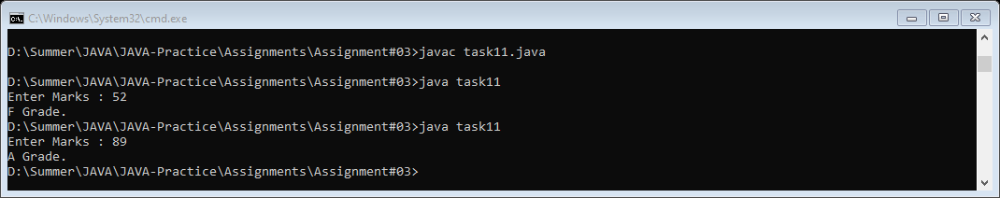 C:\Windows\System32\cmd.exe
D:\Summer\JAVA\JAVA-Practice\Assignments\Assignment#03>javac task11.java
D:\Summer\JAVA\JAVA-Practice\Assignments\Assignment#03>java task11
Enter Marks : 52
F Grade.
D:\Summer\JAVA\JAVA-Practice\Assignments\Assignment#03>java task11
Enter Marks : 89
A Grade.
D:\Summer\JAVA\JAVA-Practice\Assignments\Assignment#03>